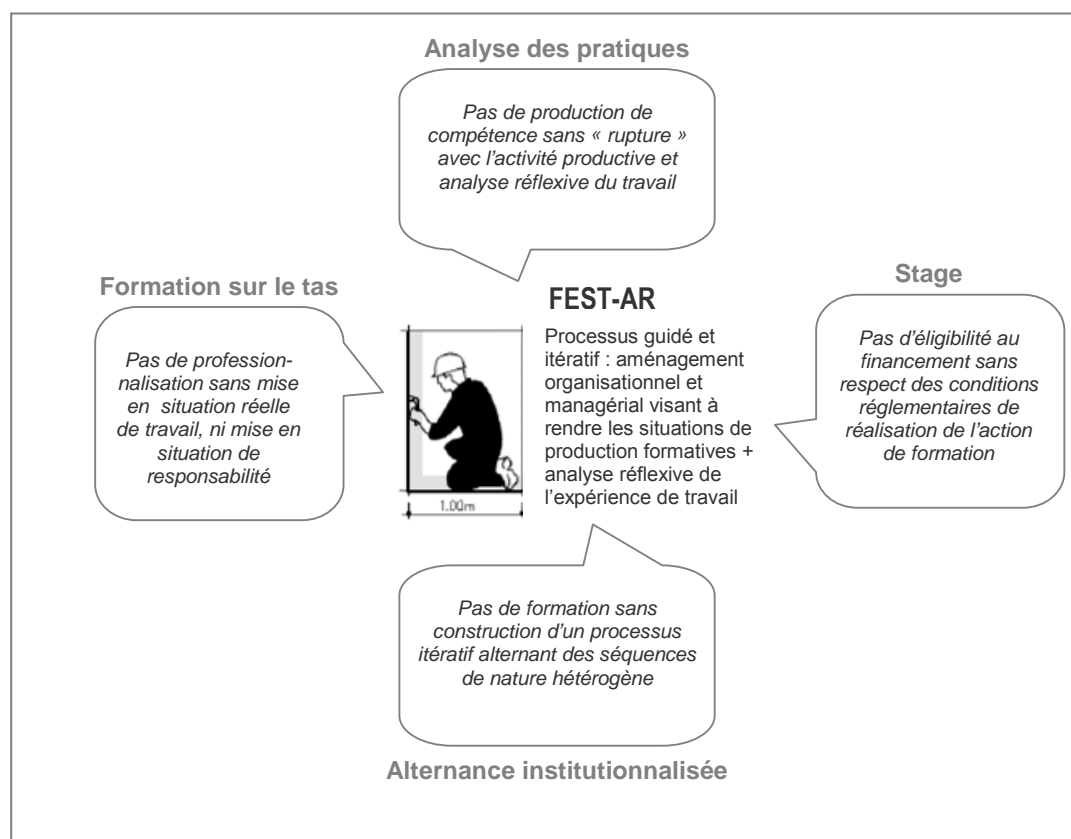 Analyse des pratiques
Pas de production de
compétence sans « rupture »
avec l'activité productive et
analyse réflexive du travail
Formation sur le tas
Pas de profession-
nalisation sans mise
en situation réelle
de travail, ni mise en
situation de
responsabilité
1.00m
FEST-AR
Processus guidé et
itératif : aménagement
organisationnel et
managérial visant à
rendre les situations de
production formatives +
analyse réflexive de
l'expérience de travail
Stage
Pas d'éligibilité au
financement sans
respect des conditions
réglementaires de
réalisation de l'action
de formation
Pas de formation sans
construction d'un processus
itératif alternant des séquences
de nature hétérogène
Alternance institutionnalisée